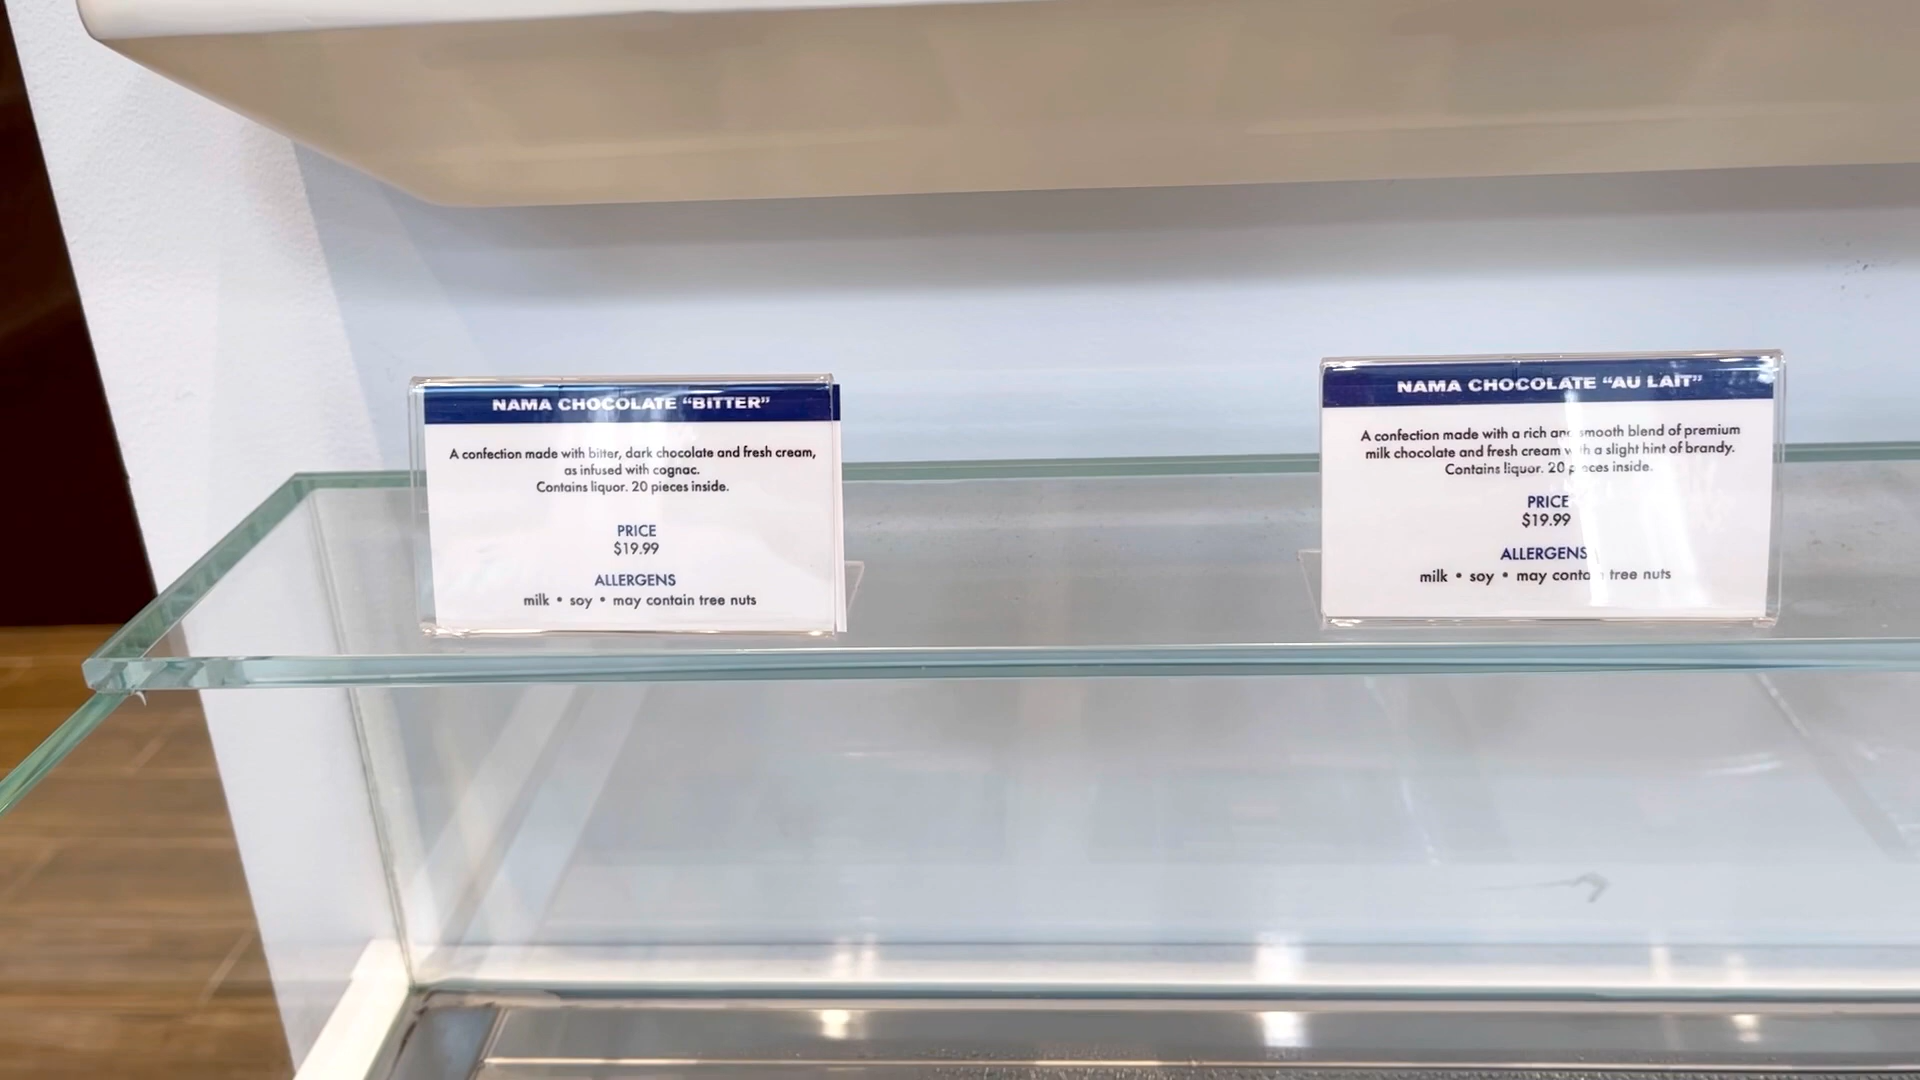 NAMA CHOCOLATE “BITTER”
A confection made with bitter, dark chocolate and fresh cream,
as infused with cognac.
Contains liquor. 20 pieces inside.
PRICE
$19.99
ALLERGENS
milk • soy • may contain tree nuts
NAMA CHOCOLATE “AU LAIT”
A confection made with a rich and smooth blend of premium
milk chocolate and fresh cream with a slight hint of brandy.
Contains liquor. 20 pieces inside.
PRICE
$19.99
ALLERGENS
milk • soy • may contain tree nuts